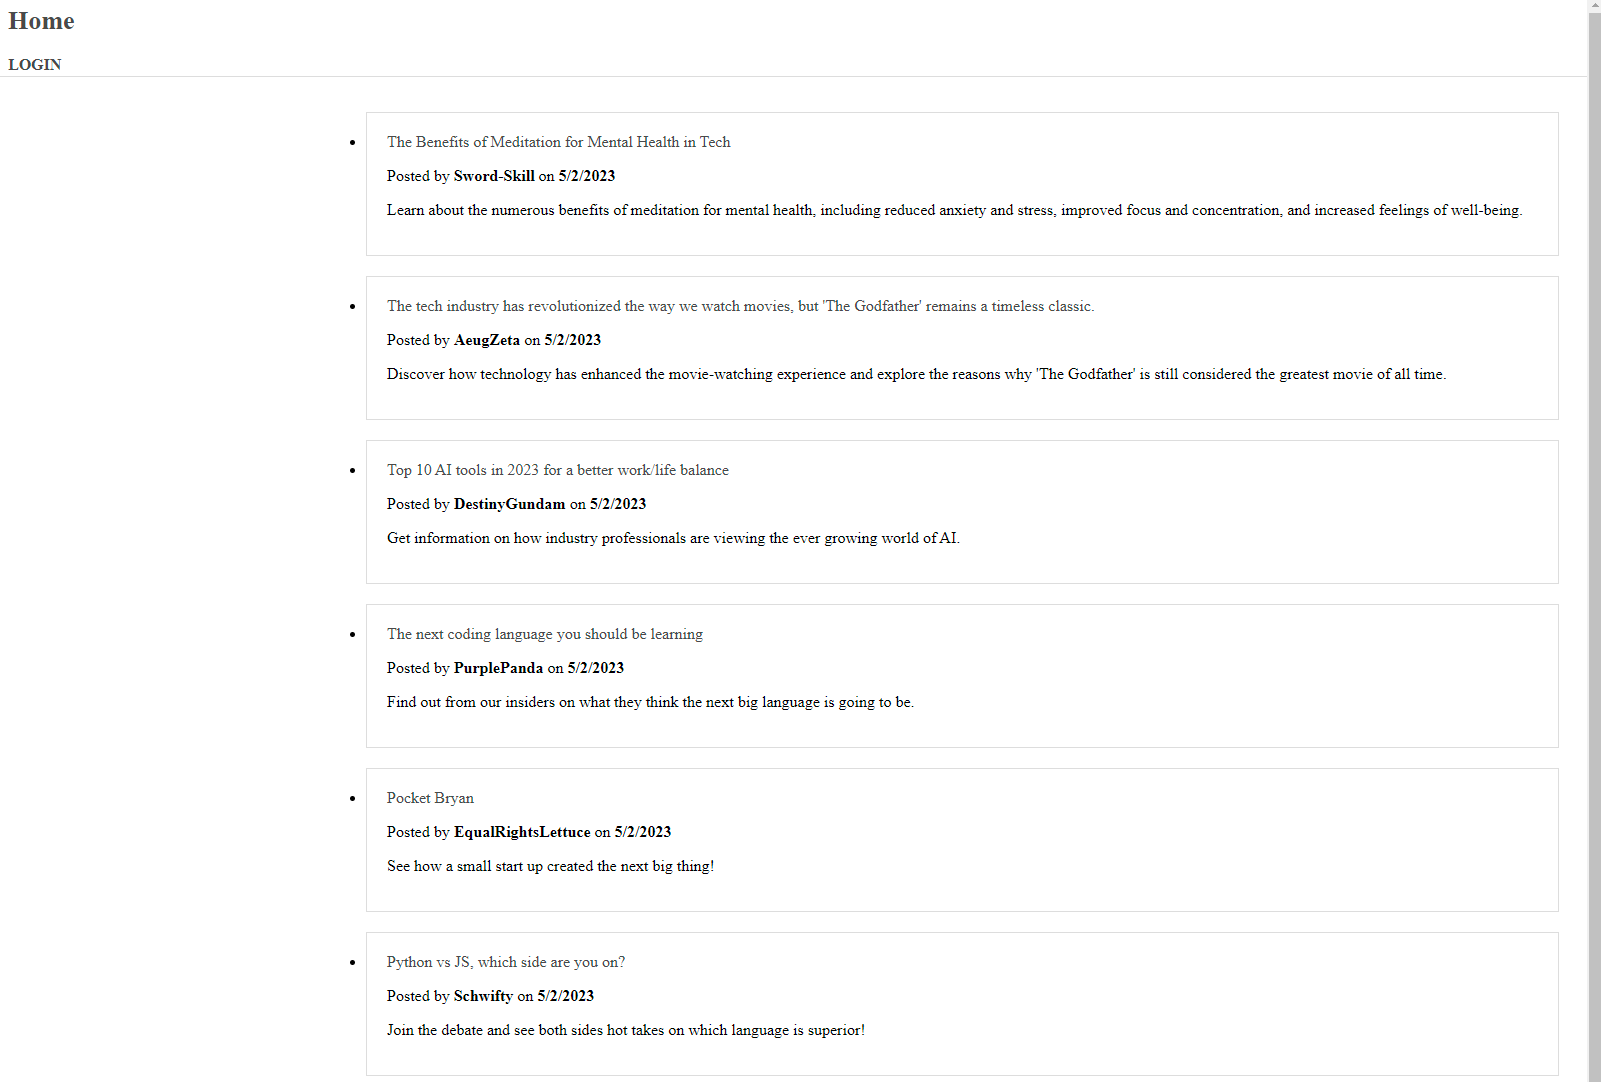 Home
LOGIN
The Benefits of Meditation for Mental Health in Tech
Posted by Sword-Skill on 5/2/2023
Learn about the numerous benefits of meditation for mental health, including reduced anxiety and stress, improved focus and concentration, and increased feelings of well-being.
The tech industry has revolutionized the way we watch movies, but 'The Godfather' remains a timeless classic.
Posted by AeugZeta on 5/2/2023
Discover how technology has enhanced the movie-watching experience and explore the reasons why 'The Godfather' is still considered the greatest movie of all time.
Top 10 AI tools in 2023 for a better work/life balance
Posted by DestinyGundam on 5/2/2023
Get information on how industry professionals are viewing the ever growing world of AI.
The next coding language you should be learning
Posted by PurplePanda on 5/2/2023
Find out from our insiders on what they think the next big language is going to be.
Pocket Bryan
Posted by EqualRightsLettuce on 5/2/2023
See how a small start up created the next big thing!
Python vs JS, which side are you on?
Posted by Schwifty on 5/2/2023
Join the debate and see both sides hot takes on which language is superior!